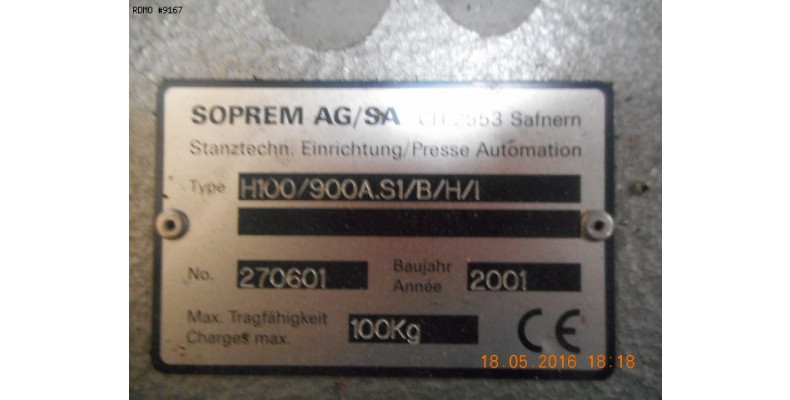 RDMO #9167
SOPREM AG/SA CH-2553 Safnern
Stanztechn. Einrichtung/Presse Automation
Type H100/900A.S1/B/H/I
No. 270601 Baujahr Année 2001
Max. Tragfähigkeit
Charges max. 100Kg
CE
18.05.2016 18:18